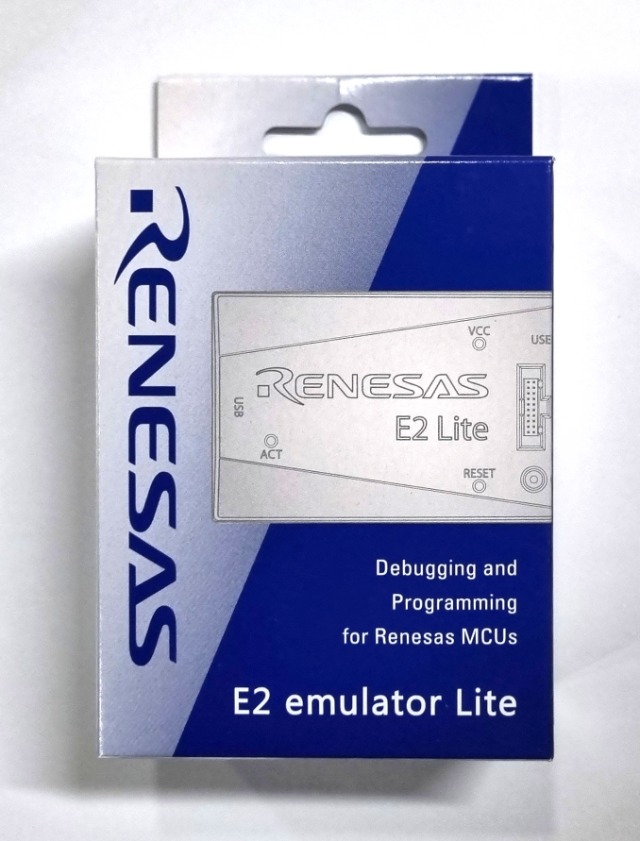 RENESAS
VCC
USE
RENESAS
USB
E2 Lite
ACT
RESET
Debugging and
Programming
for Renesas MCUs
E2 emulator Lite